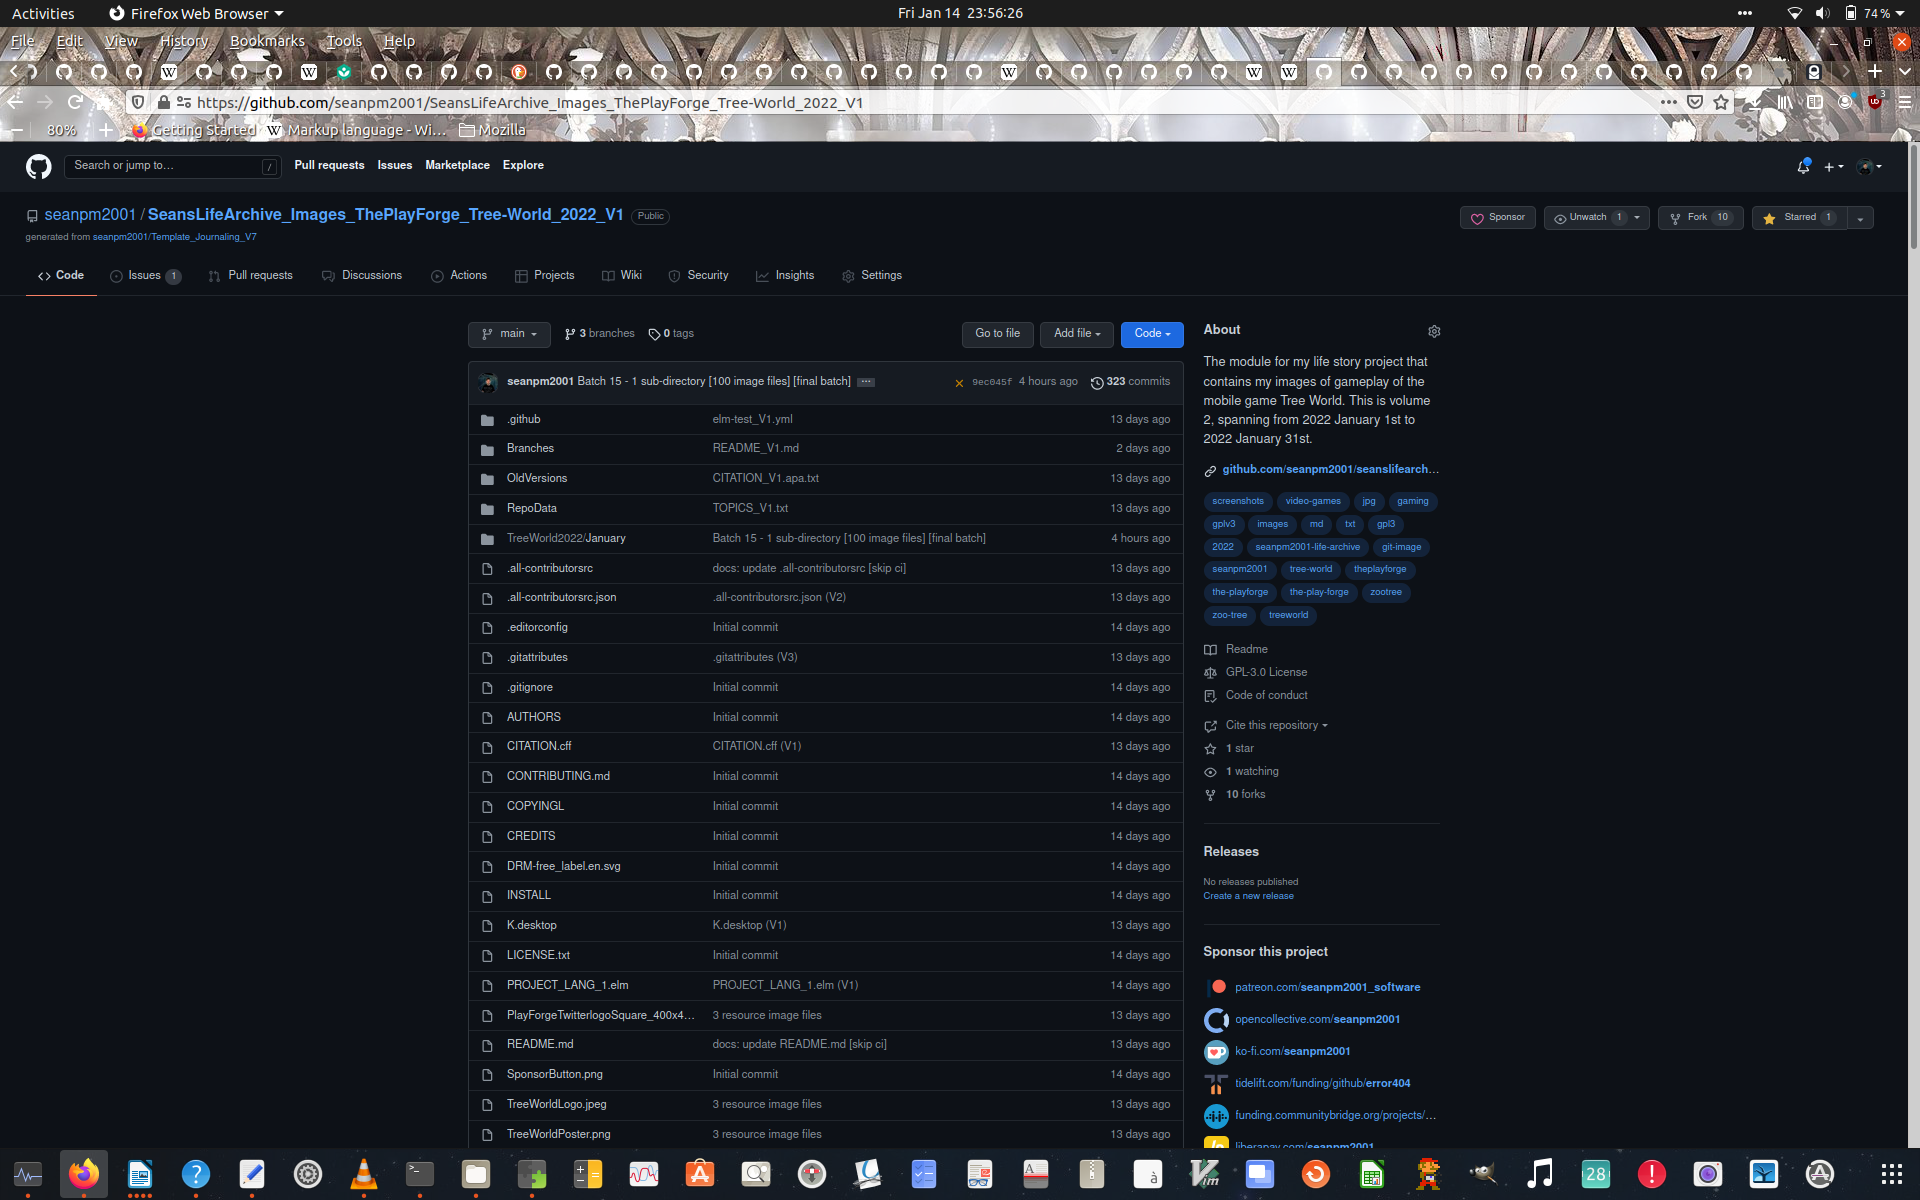 Activities Firefox Web Browser Fri Jan 14 23:56:26 74 %
File Edit View History Bookmarks Tools Help
https://github.com/seanpm2001/SeansLifeArchive_Images_ThePlayForge_Tree-World_2022_V1
80% Getting Started Markup language - Wi... Mozilla
Search or jump to... / Pull requests Issues Marketplace Explore
seanpm2001 / SeansLifeArchive_Images_ThePlayForge_Tree-World_2022_V1 Public
Sponsor Unwatch 1 Fork 10 Starred 1
generated from seanpm2001/Template_Journaling_V7
Code Issues 1 Pull requests Discussions Actions Projects Wiki Security Insights Settings
main 3 branches 0 tags Go to file Add file Code
seanpm2001 Batch 15 - 1 sub-directory [100 image files] [final batch] ... 9ec045f 4 hours ago 323 commits
.github elm-test_V1.yml 13 days ago
Branches README_V1.md 2 days ago
OldVersions CITATION_V1.apa.txt 13 days ago
RepoData TOPICS_V1.txt 13 days ago
TreeWorld2022/January Batch 15 - 1 sub-directory [100 image files] [final batch] 4 hours ago
.all-contributorsrc docs: update .all-contributorsrc [skip ci] 13 days ago
.all-contributorsrc.json .all-contributorsrc.json (V2) 13 days ago
.editorconfig Initial commit 14 days ago
.gitattributes .gitattributes (V3) 13 days ago
.gitignore Initial commit 14 days ago
AUTHORS Initial commit 14 days ago
CITATION.cff CITATION.cff (V1) 13 days ago
CONTRIBUTING.md Initial commit 14 days ago
COPYINGL Initial commit 14 days ago
CREDITS Initial commit 14 days ago
DRM-free_label.en.svg Initial commit 14 days ago
INSTALL Initial commit 14 days ago
K.desktop K.desktop (V1) 13 days ago
LICENSE.txt Initial commit 14 days ago
PROJECT_LANG_1.elm PROJECT_LANG_1.elm (V1) 14 days ago
PlayForgeTwitterlogoSquare_400x4... 3 resource image files 13 days ago
README.md docs: update README.md [skip ci] 13 days ago
SponsorButton.png Initial commit 14 days ago
TreeWorldLogo.jpeg 3 resource image files 13 days ago
TreeWorldPoster.png 3 resource image files 13 days ago
About
The module for my life story project that
contains my images of gameplay of the
mobile game Tree World. This is volume
2, spanning from 2022 January 1st to
2022 January 31st.
github.com/seanpm2001/seanslifearch...
screenshots video-games jpg gaming
gplv3 images md txt gpl3
2022 seanpm2001-life-archive git-image
seanpm2001 tree-world theplayforge
the-playforge the-play-forge zootree
zoo-tree treeworld
Readme
GPL-3.0 License
Code of conduct
Cite this repository
1 star
1 watching
10 forks
Releases
No releases published
Create a new release
Sponsor this project
patreon.com/seanpm2001_software
opencollective.com/seanpm2001
ko-fi.com/seanpm2001
tidelift.com/funding/github/error404
funding.communitybridge.org/projects/...
liberapay.com/seanpm2001
28